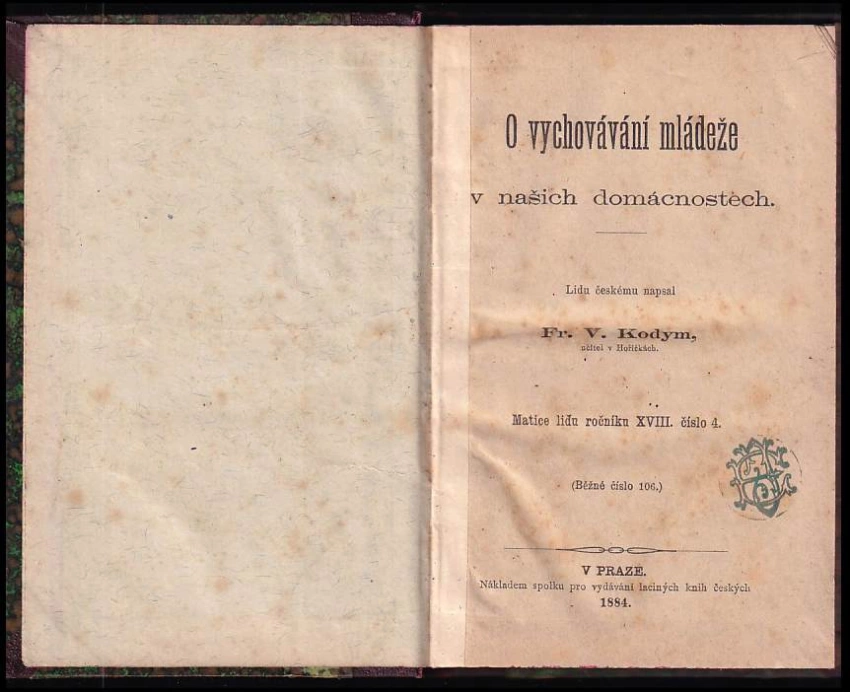 O vychovávání mládeže
v našich domácnostech.
Lidu českému napsal
Fr. V. Kodym,
učitel v Hořičkách.
Matice lidu ročníku XVIII. číslo 4.
(Běžné číslo 106.)
V PRAZE.
Nákladem spolku pro vydávání laciných knih českých
1884.